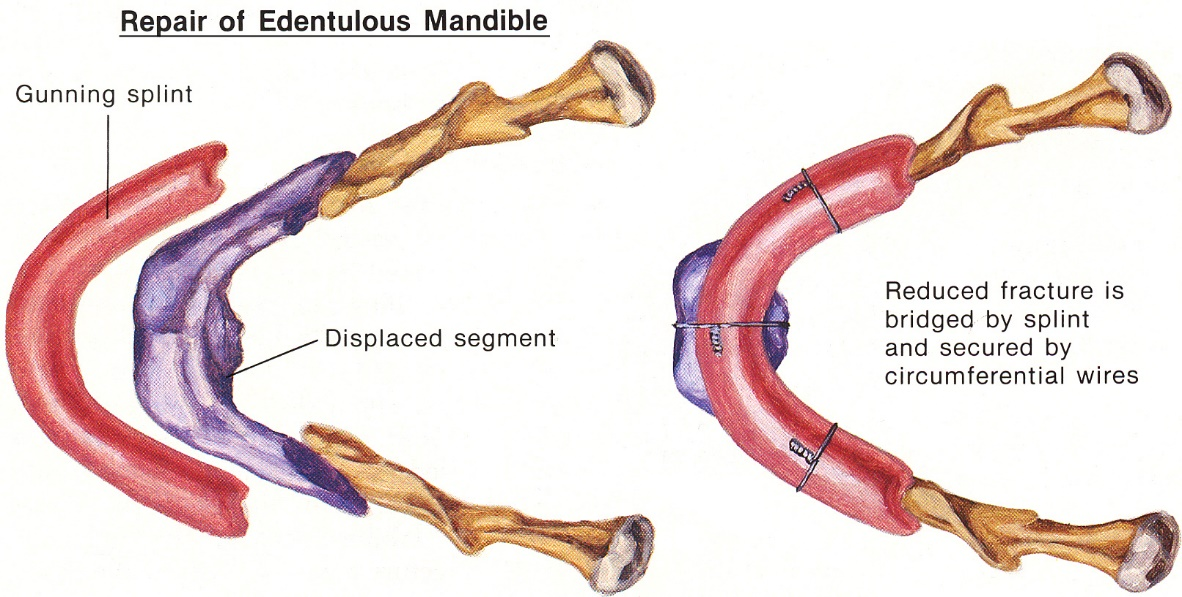 Repair of Edentulous Mandible
Gunning splint
Displaced segment
Reduced fracture is
bridged by splint
and secured by
circumferential wires